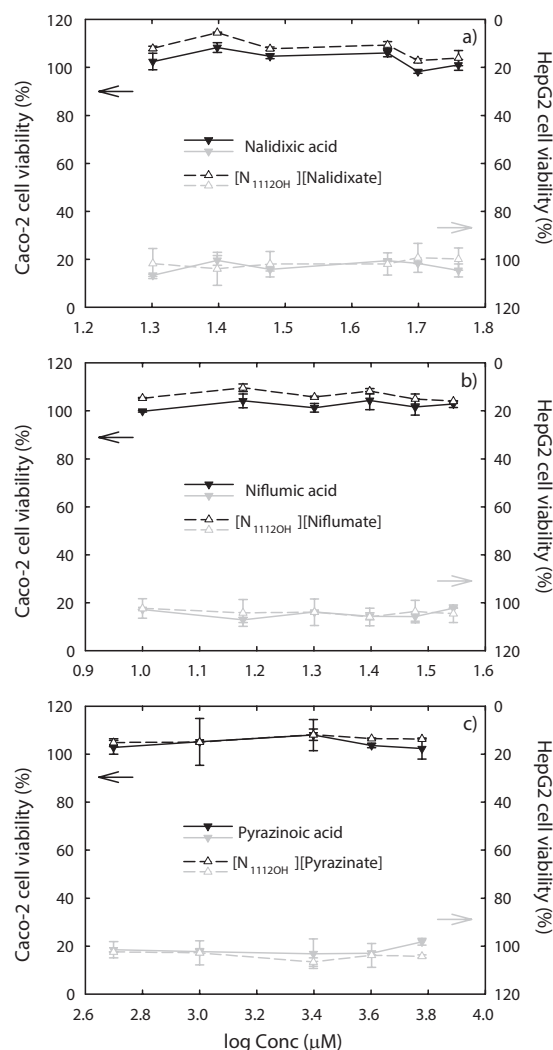 a)
Caco-2 cell viability (%)
120
100
80
60
40
20
0
HepG2 cell viability (%)
0
20
40
60
80
100
120
Nalidixic acid
[N1112OH][Nalidixate]
1.2 1.3 1.4 1.5 1.6 1.7 1.8
b)
Caco-2 cell viability (%)
120
100
80
60
40
20
0
HepG2 cell viability (%)
0
20
40
60
80
100
120
Niflumic acid
[N1112OH][Niflumate]
0.9 1.0 1.1 1.2 1.3 1.4 1.5 1.6
c)
Caco-2 cell viability (%)
120
100
80
60
40
20
0
HepG2 cell viability (%)
0
20
40
60
80
100
120
Pyrazinoic acid
[N1112OH][Pyrazinate]
2.6 2.8 3.0 3.2 3.4 3.6 3.8 4.0
log Conc (μM)